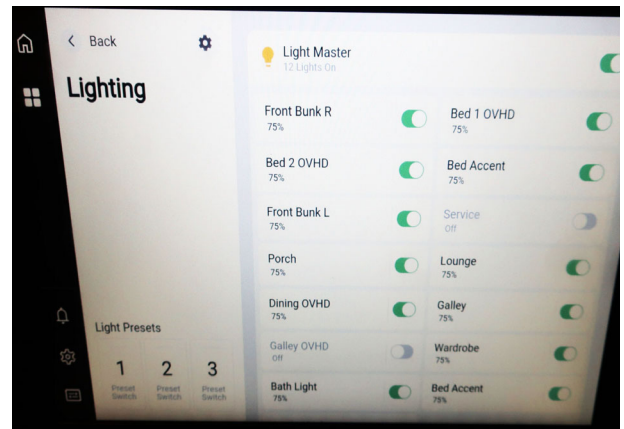 Back
Lighting
Light Presets
1
Preset
Switch
2
Preset
Switch
3
Preset
Switch
Light Master
12 Lights On
Front Bunk R
75%
Bed 1 OVHD
75%
Bed 2 OVHD
75%
Bed Accent
75%
Front Bunk L
75%
Service
Off
Porch
75%
Lounge
75%
Dining OVHD
75%
Galley
75%
Galley OVHD
Off
Wardrobe
75%
Bath Light
75%
Bed Accent
75%